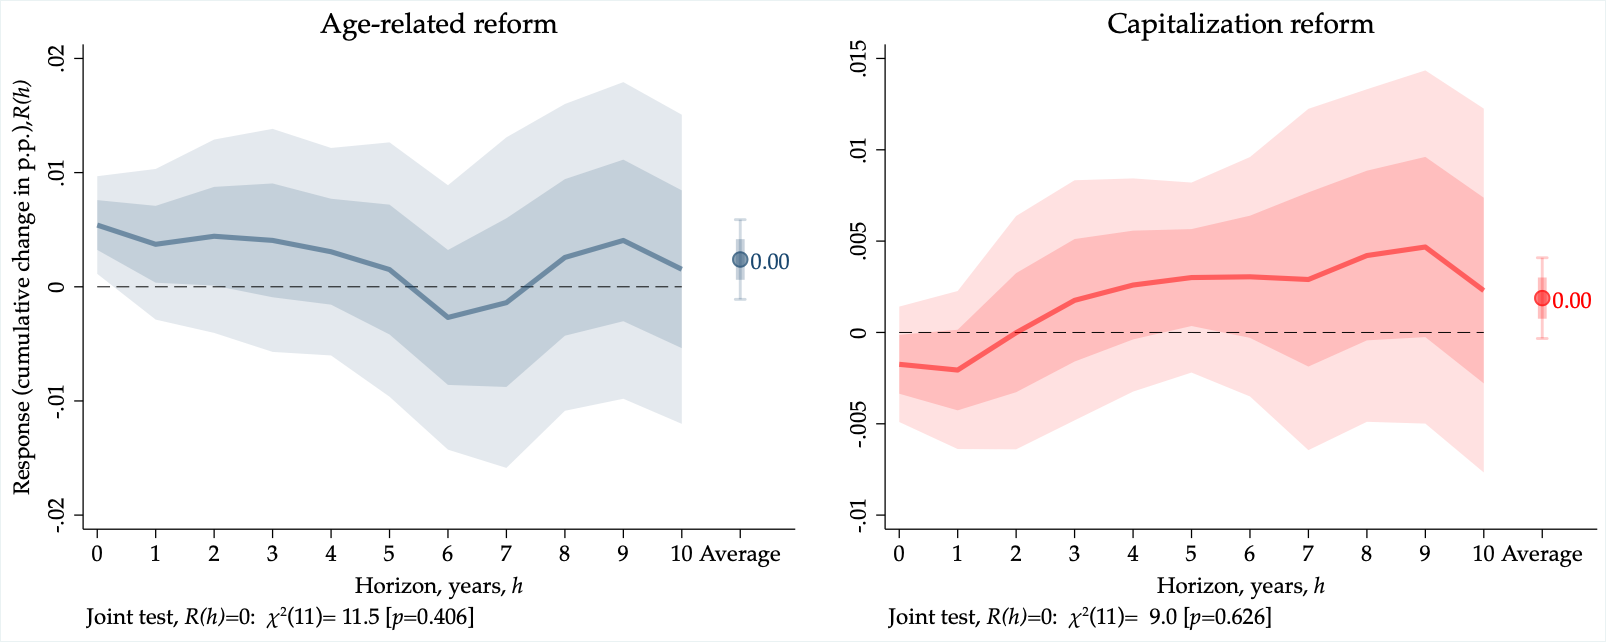 Age-related reform
Response (cumulative change in p.p.),R(h)
.02
.01
0
-.01
-.02
0.00
0 1 2 3 4 5 6 7 8 9 10 Average
Horizon, years, h
Joint test, R(h)=0: χ²(11)= 11.5 [p=0.406]
Capitalization reform
.015
.01
.005
0
-.005
-.01
0.00
0 1 2 3 4 5 6 7 8 9 10 Average
Horizon, years, h
Joint test, R(h)=0: χ²(11)= 9.0 [p=0.626]